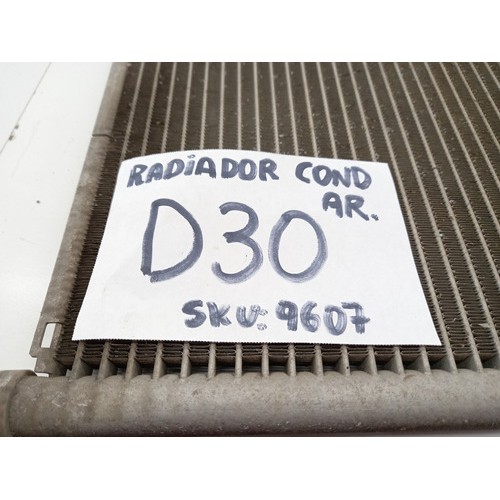 RADIADOR COND
AR.
D30
SKU: 9607